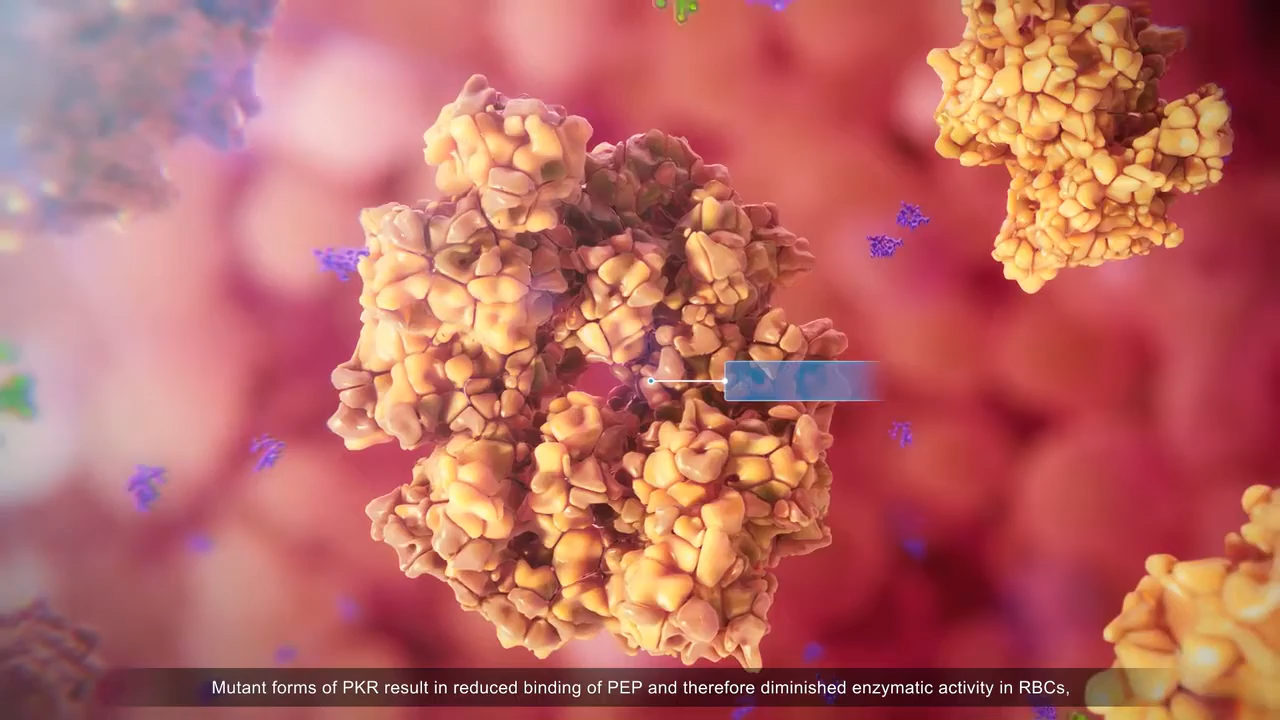 Mutant forms of PKR result in reduced binding of PEP and therefore diminished enzymatic activity in RBCs,